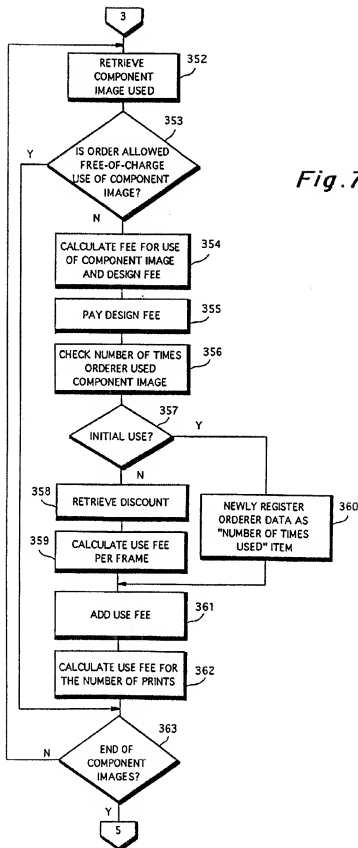 3
RETRIEVE
COMPONENT
IMAGE USED
352
353
IS ORDER ALLOWED
FREE-OF-CHARGE
USE OF COMPONENT
IMAGE?
Y
Fig. 7
N
CALCULATE FEE FOR USE
OF COMPONENT IMAGE
AND DESIGN FEE
354
PAY DESIGN FEE
355
CHECK NUMBER OF TIMES
ORDERER USED
COMPONENT IMAGE
356
357
INITIAL USE?
Y
N
358
RETRIEVE DISCOUNT
359
CALCULATE USE FEE
PER FRAME
NEWLY REGISTER
ORDERER DATA AS
"NUMBER OF TIMES
USED" ITEM
360
ADD USE FEE
361
CALCULATE USE FEE FOR
THE NUMBER OF PRINTS
362
363
END OF
COMPONENT
IMAGES?
N
Y
5